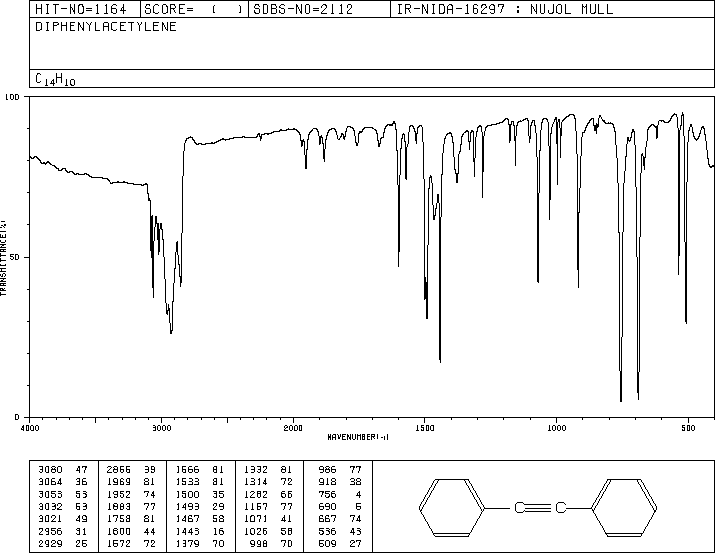 HIT-NO=1164 SCORE= ( ) SDBS-NO=2112 IR-NIDA-16297 : NUJOL MULL
DIPHENYLACETYLENE
C14H10
100
50
0
TRANSMITTANCE(%)
4000 3000 2000 1500 1000 500
WAVENUMBER(-1)
3080 47 2866 39 1566 81 1332 81 986 77
3064 36 1969 81 1533 81 1314 72 918 38
3053 53 1952 74 1500 35 1282 66 756 4
3032 53 1883 77 1493 29 1157 77 690 5
3021 49 1758 81 1467 58 1071 41 667 74
2956 31 1600 44 1443 16 1026 58 536 43
2929 25 1572 72 1379 70 998 70 509 27
C C